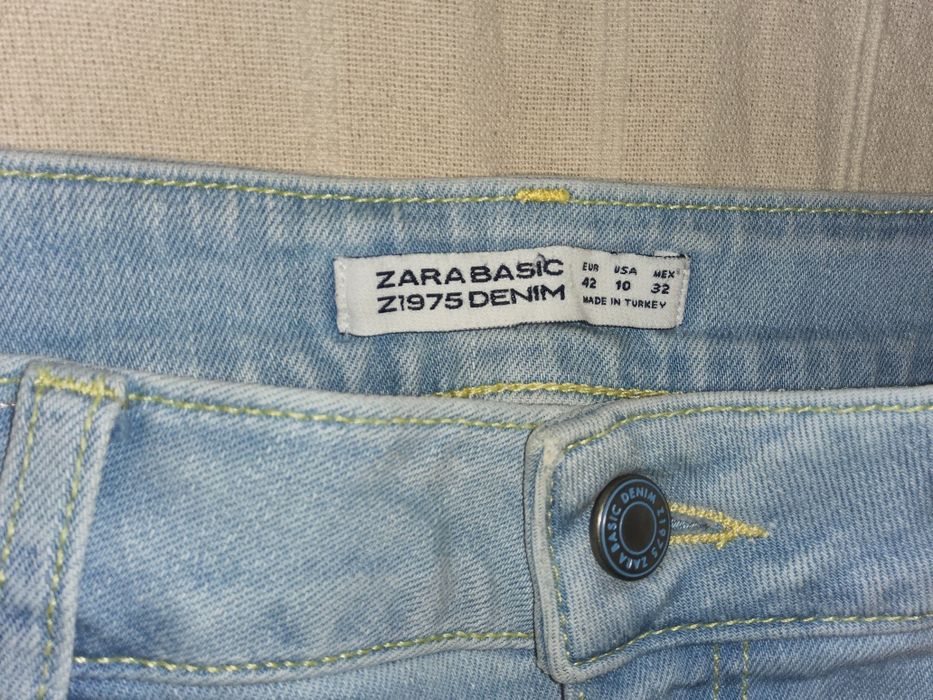 ZARA BASIC
Z1975 DENIM
EUR USA MEX
42 10 32
MADE IN TURKEY
ZARA BASIC DENIM Z1975